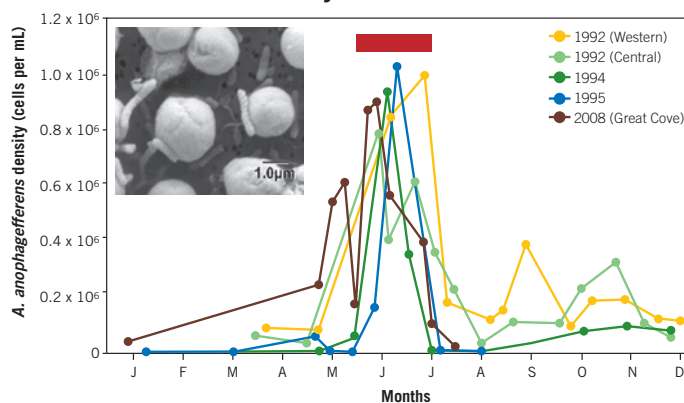 1.2 x 10⁶
1.0 x 10⁶
0.8 x 10⁶
0.6 x 10⁶
0.4 x 10⁶
0.2 x 10⁶
0
A. anophagefferens density (cells per mL)
1.0µm
1992 (Western)
1992 (Central)
1994
1995
2008 (Great Cove)
J F M A M J J A S O N D
Months